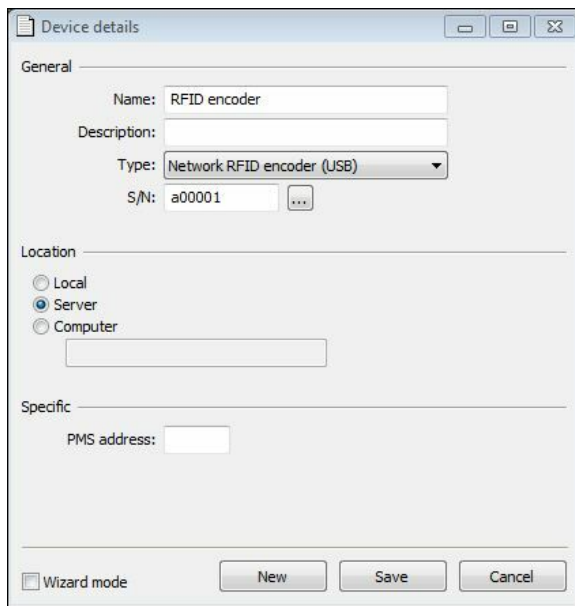 Device details
General
Name: RFID encoder
Description:
Type: Network RFID encoder (USB)
S/N: a00001 ...
Location
Local
Server
Computer
Specific
PMS address:
Wizard mode New Save Cancel